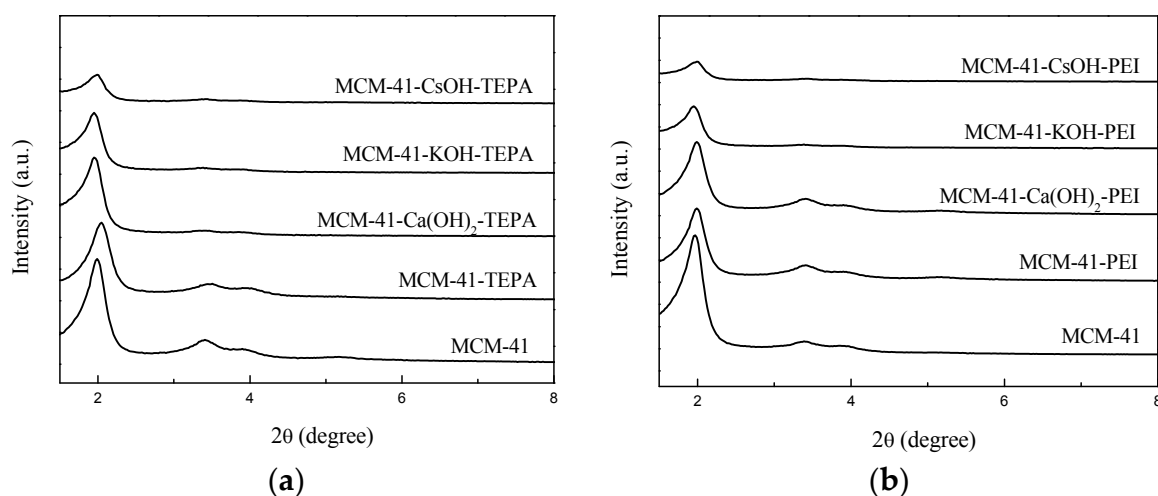 Intensity (a.u.)
MCM-41-CsOH-TEPA
MCM-41-KOH-TEPA
MCM-41-Ca(OH)₂-TEPA
MCM-41-TEPA
MCM-41
2 4 6 8
2θ (degree)
(a)
Intensity (a.u.)
MCM-41-CsOH-PEI
MCM-41-KOH-PEI
MCM-41-Ca(OH)₂-PEI
MCM-41-PEI
MCM-41
2 4 6 8
2θ (degree)
(b)